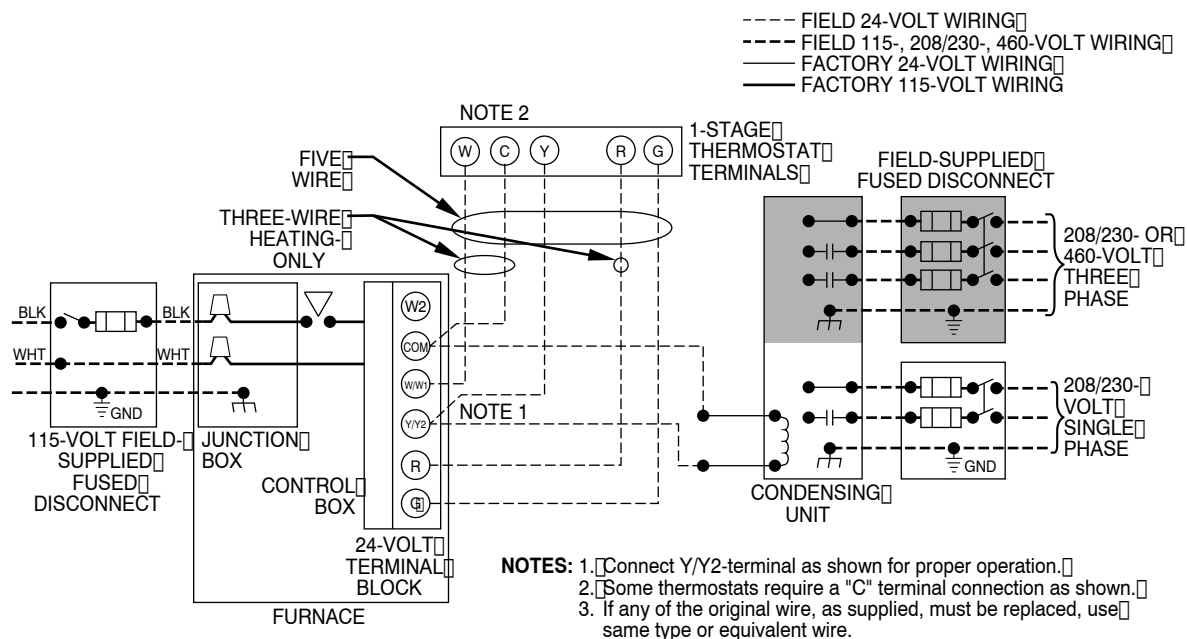 FIELD 24-VOLT WIRING
FIELD 115-, 208/230-, 460-VOLT WIRING
FACTORY 24-VOLT WIRING
FACTORY 115-VOLT WIRING
NOTE 2
W
C
Y
R
G
1-STAGE
THERMOSTAT
TERMINALS
FIVE
WIRE
THREE-WIRE
HEATING-
ONLY
FIELD-SUPPLIED
FUSED DISCONNECT
208/230- OR
460-VOLT
THREE
PHASE
BLK
BLK
WHT
WHT
GND
W2
COM
W/W1
Y/Y2
R
G
NOTE 1
115-VOLT FIELD-
SUPPLIED
FUSED
DISCONNECT
JUNCTION
BOX
CONTROL
BOX
24-VOLT
TERMINAL
BLOCK
FURNACE
208/230-
VOLT
SINGLE
PHASE
GND
CONDENSING
UNIT
NOTES: 1. Connect Y/Y2-terminal as shown for proper operation.
2. Some thermostats require a "C" terminal connection as shown.
3. If any of the original wire, as supplied, must be replaced, use
same type or equivalent wire.